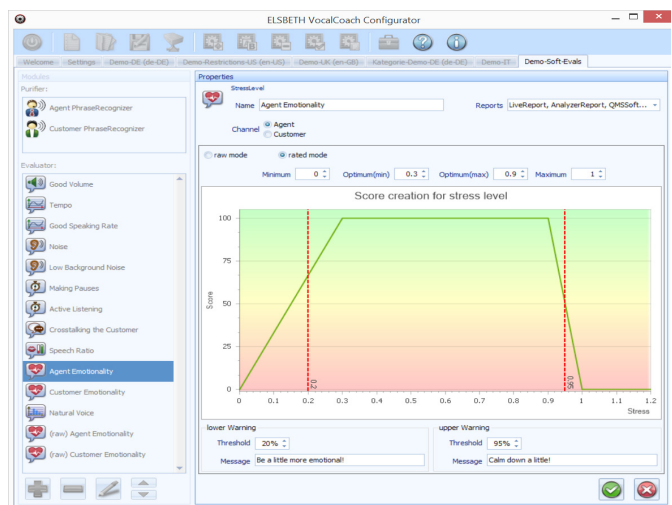 ELSBETH VocalCoach Configurator
Welcome Settings Demo-DE (de-DE) Demo-Restrictions-US (en-US) Demo-UK (en-GB) Kategorie-Demo-DE (de-DE) Demo-IT Demo-Soft-Evals
Modules
Purifier:
Agent PhraseRecognizer
Customer PhraseRecognizer
Evaluator:
Good Volume
Tempo
Good Speaking Rate
Noise
Low Background Noise
Making Pauses
Active Listening
Crosstalking the Customer
Speech Ratio
Agent Emotionality
Customer Emotionality
Natural Voice
(raw) Agent Emotionality
(raw) Customer Emotionality
Properties
StressLevel
Name Agent Emotionality Reports LiveReport, AnalyzerReport, QMSSoft...
Channel Agent
Customer
raw mode rated mode
Minimum 0 Optimum(min) 0.3 Optimum(max) 0.9 Maximum 1
Score creation for stress level
Score
100
75
50
25
0
0.2
0.95
0 0.1 0.2 0.3 0.4 0.5 0.6 0.7 0.8 0.9 1 1.1 1.2
Stress
lower Warning
Threshold 20%
Message Be a little more emotional!
upper Warning
Threshold 95%
Message Calm down a little!